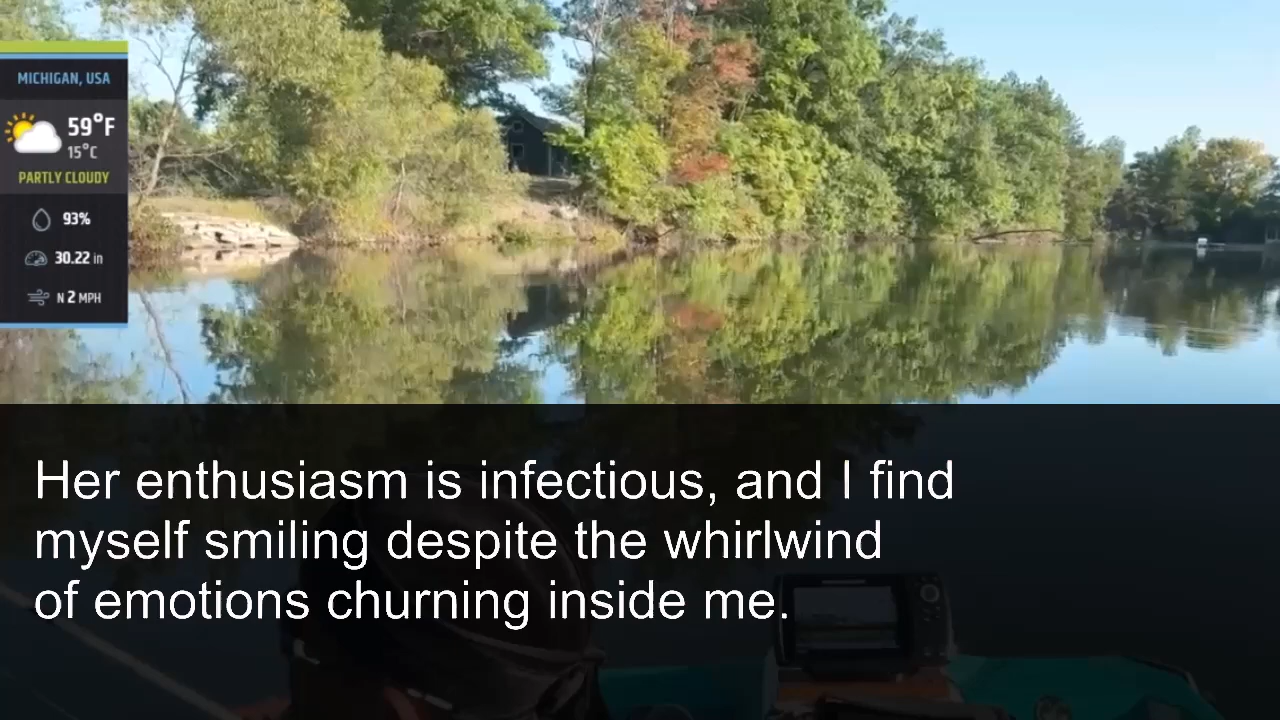 MICHIGAN, USA
59°F
15°C
PARTLY CLOUDY
93%
30.22 in
N 2 MPH
Her enthusiasm is infectious, and I find
myself smiling despite the whirlwind
of emotions churning inside me.